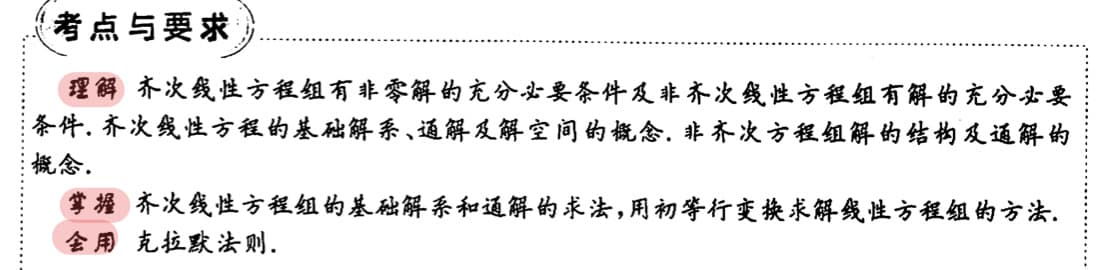 考点与要求
理解 齐次线性方程组有非零解的充分必要条件及非齐次线性方程组有解的充分必要
条件.齐次线性方程的基础解系、通解及解空间的概念.非齐次方程组解的结构及通解的
概念.
掌握 齐次线性方程组的基础解系和通解的求法,用初等行变换求解线性方程组的方法.
会用 克拉默法则.